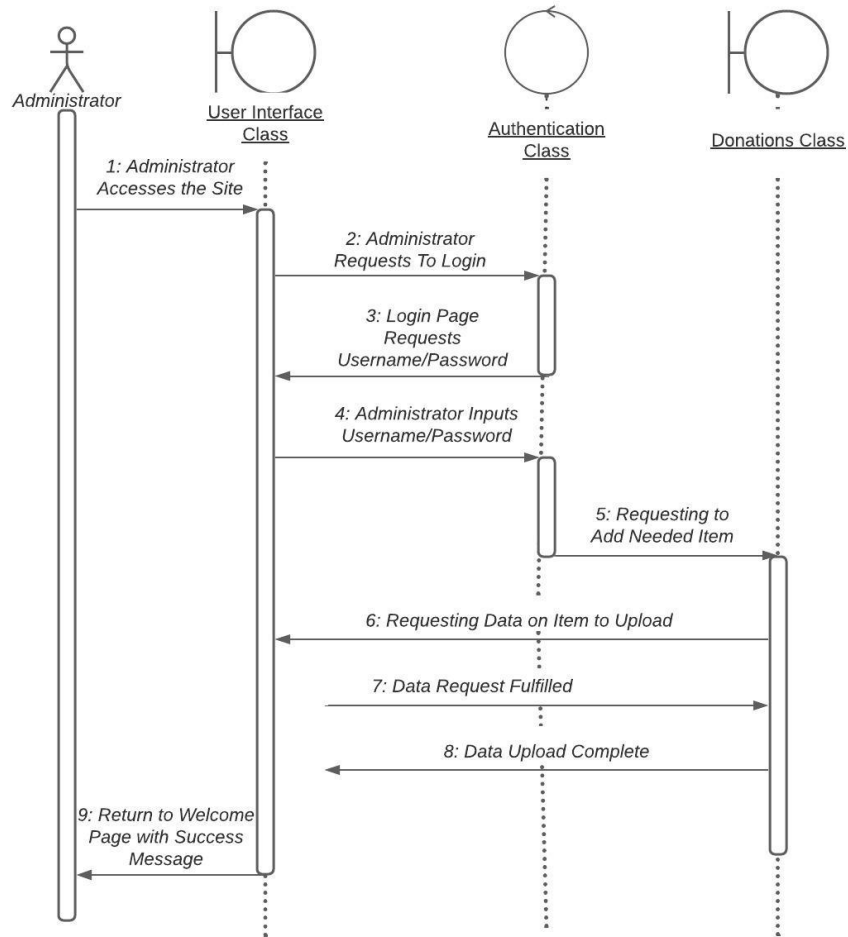 Administrator
User Interface
Class
Authentication
Class
Donations Class
1: Administrator
Accesses the Site
2: Administrator
Requests To Login
3: Login Page
Requests
Username/Password
4: Administrator Inputs
Username/Password
5: Requesting to
Add Needed Item
6: Requesting Data on Item to Upload
7: Data Request Fulfilled
8: Data Upload Complete
9: Return to Welcome
Page with Success
Message